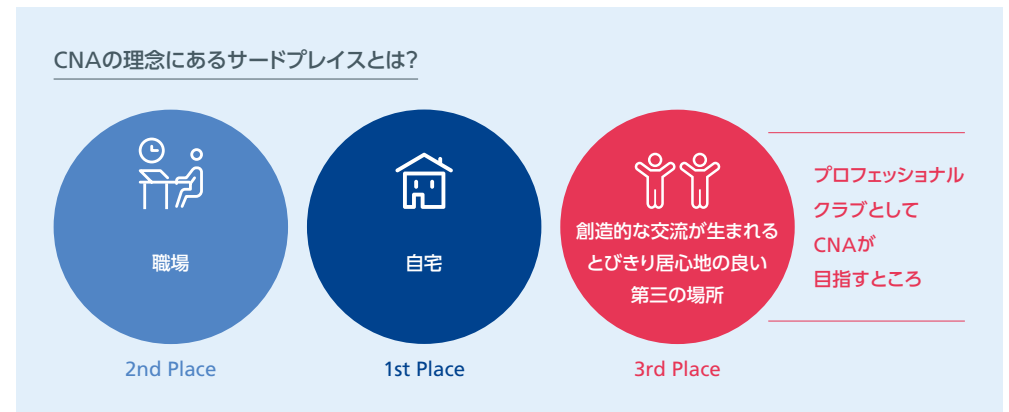 CNAの理念にあるサードプレイスとは?
職場
2nd Place
自宅
1st Place
創造的な交流が生まれる
とびきり居心地の良い
第三の場所
3rd Place
プロフェッショナル
クラブとして
CNAが
目指すところ